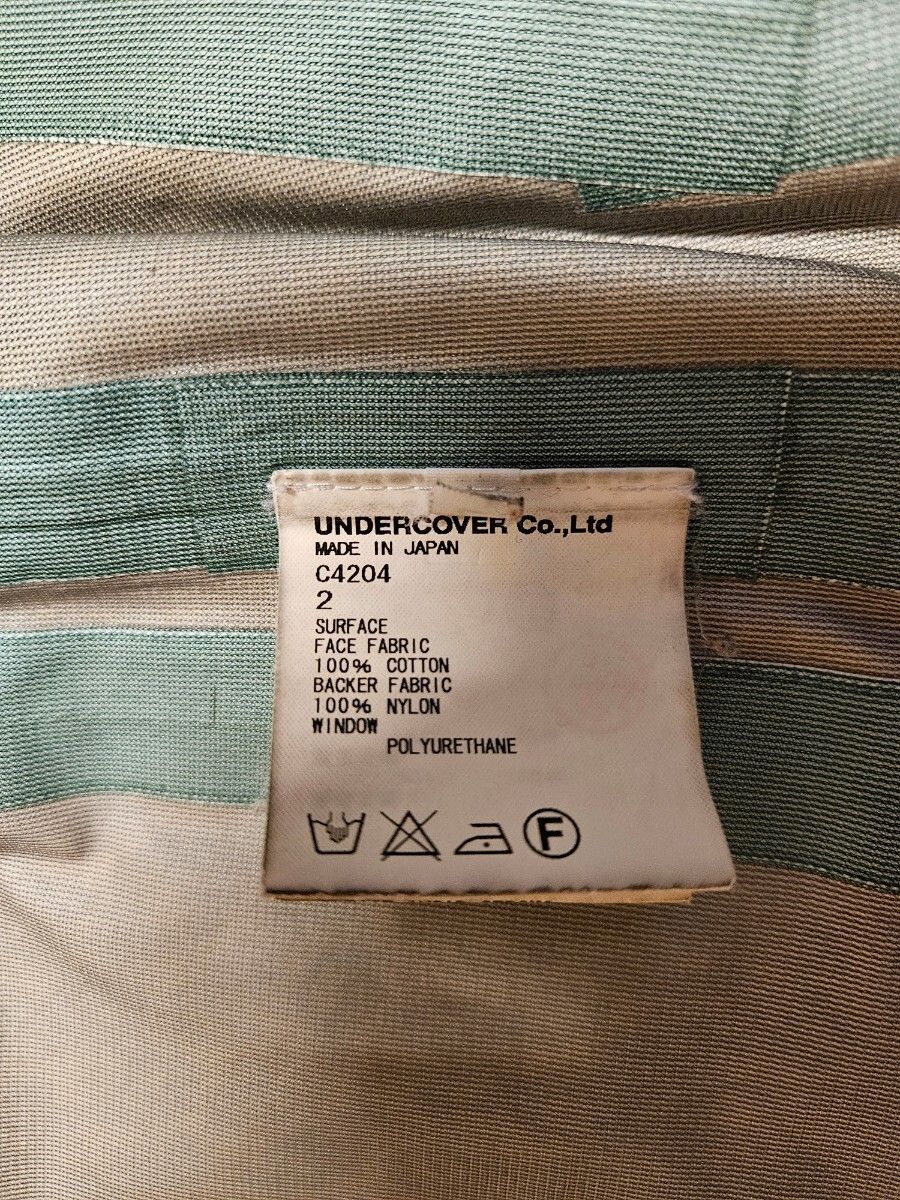 UNDERCOVER Co.,Ltd
MADE IN JAPAN
C4204
2
SURFACE
FACE FABRIC
100% COTTON
BACKER FABRIC
100% NYLON
WINDOW
POLYURETHANE
F